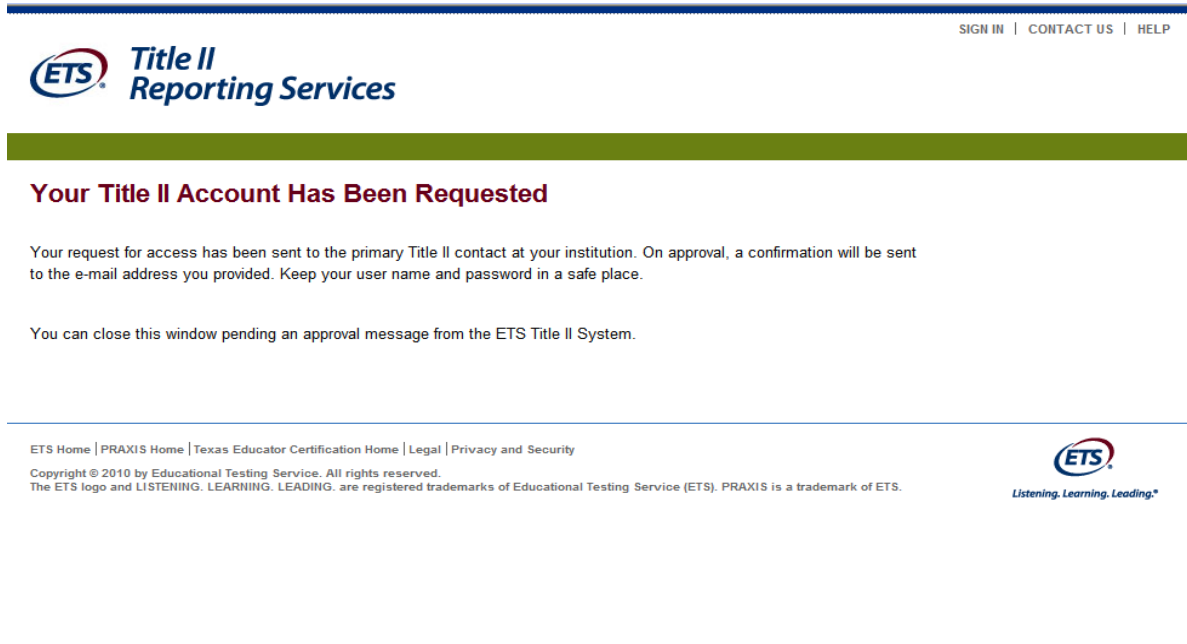 SIGN IN | CONTACT US | HELP
ETS® Title II
Reporting Services
Your Title II Account Has Been Requested
Your request for access has been sent to the primary Title II contact at your institution. On approval, a confirmation will be sent
to the e-mail address you provided. Keep your user name and password in a safe place.
You can close this window pending an approval message from the ETS Title II System.
ETS Home | PRAXIS Home | Texas Educator Certification Home | Legal | Privacy and Security
Copyright © 2010 by Educational Testing Service. All rights reserved.
The ETS logo and LISTENING. LEARNING. LEADING. are registered trademarks of Educational Testing Service (ETS). PRAXIS is a trademark of ETS.
ETS®
Listening. Learning. Leading.®